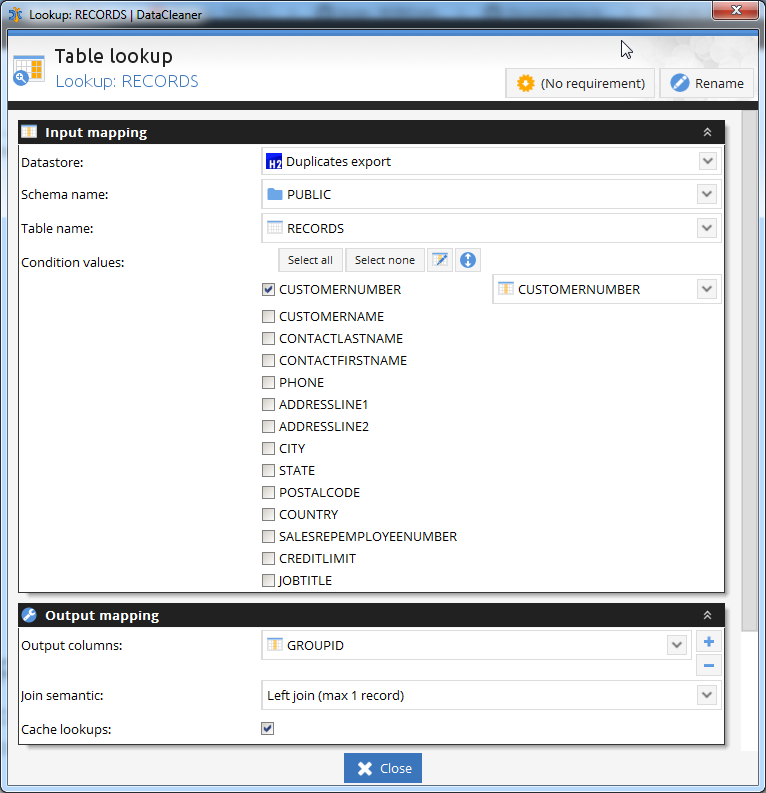 Lookup: RECORDS | DataCleaner
Table lookup
Lookup: RECORDS
(No requirement)
Rename
Input mapping
Datastore:
H2 Duplicates export
Schema name:
PUBLIC
Table name:
RECORDS
Condition values:
Select all
Select none
CUSTOMERNUMBER
CUSTOMERNUMBER
CUSTOMERNAME
CONTACTLASTNAME
CONTACTFIRSTNAME
PHONE
ADDRESSLINE1
ADDRESSLINE2
CITY
STATE
POSTALCODE
COUNTRY
SALESREPEMPLOYEENUMBER
CREDITLIMIT
JOBTITLE
Output mapping
Output columns:
GROUPID
Join semantic:
Left join (max 1 record)
Cache lookups:
Close